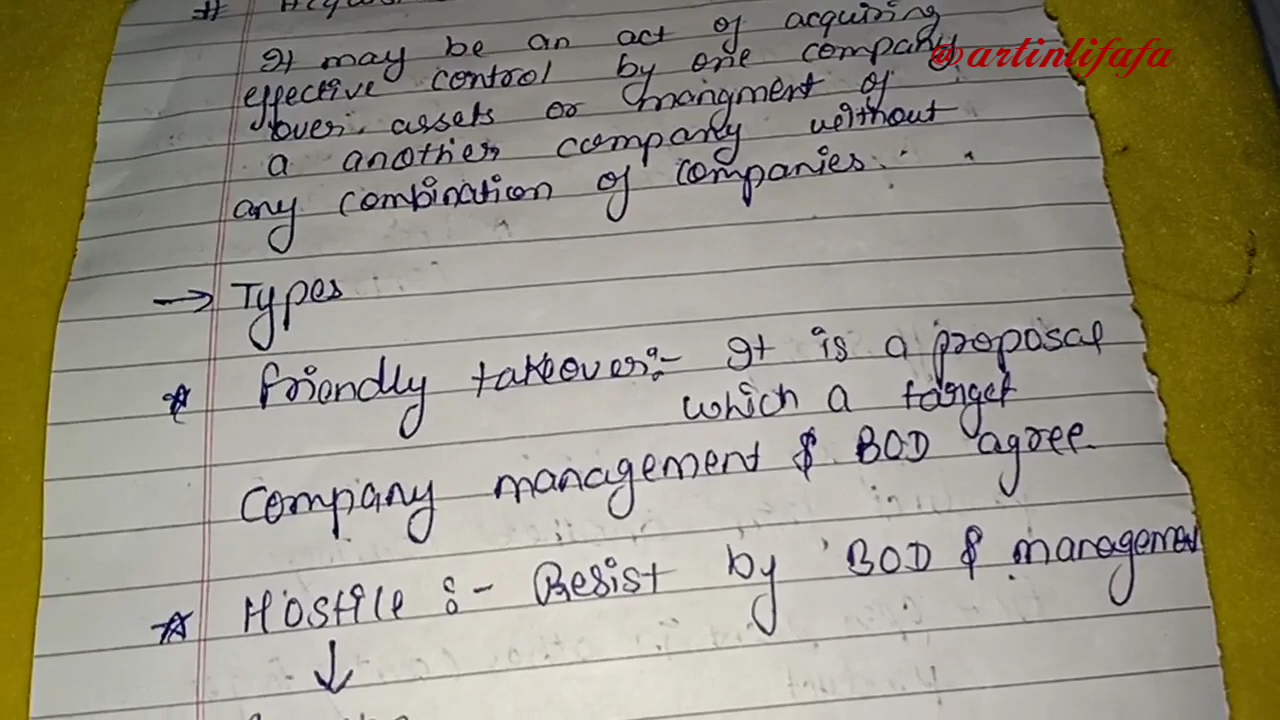 It may be an act of acquiring
effective control by one company
over assets or mangment of
a another company without
any combination of companies.
→ Types
friendly takeover:- It is a proposal
which a target
Company management & BOD agree.
Hostile :- Resist by BOD & management
@artinlifafa